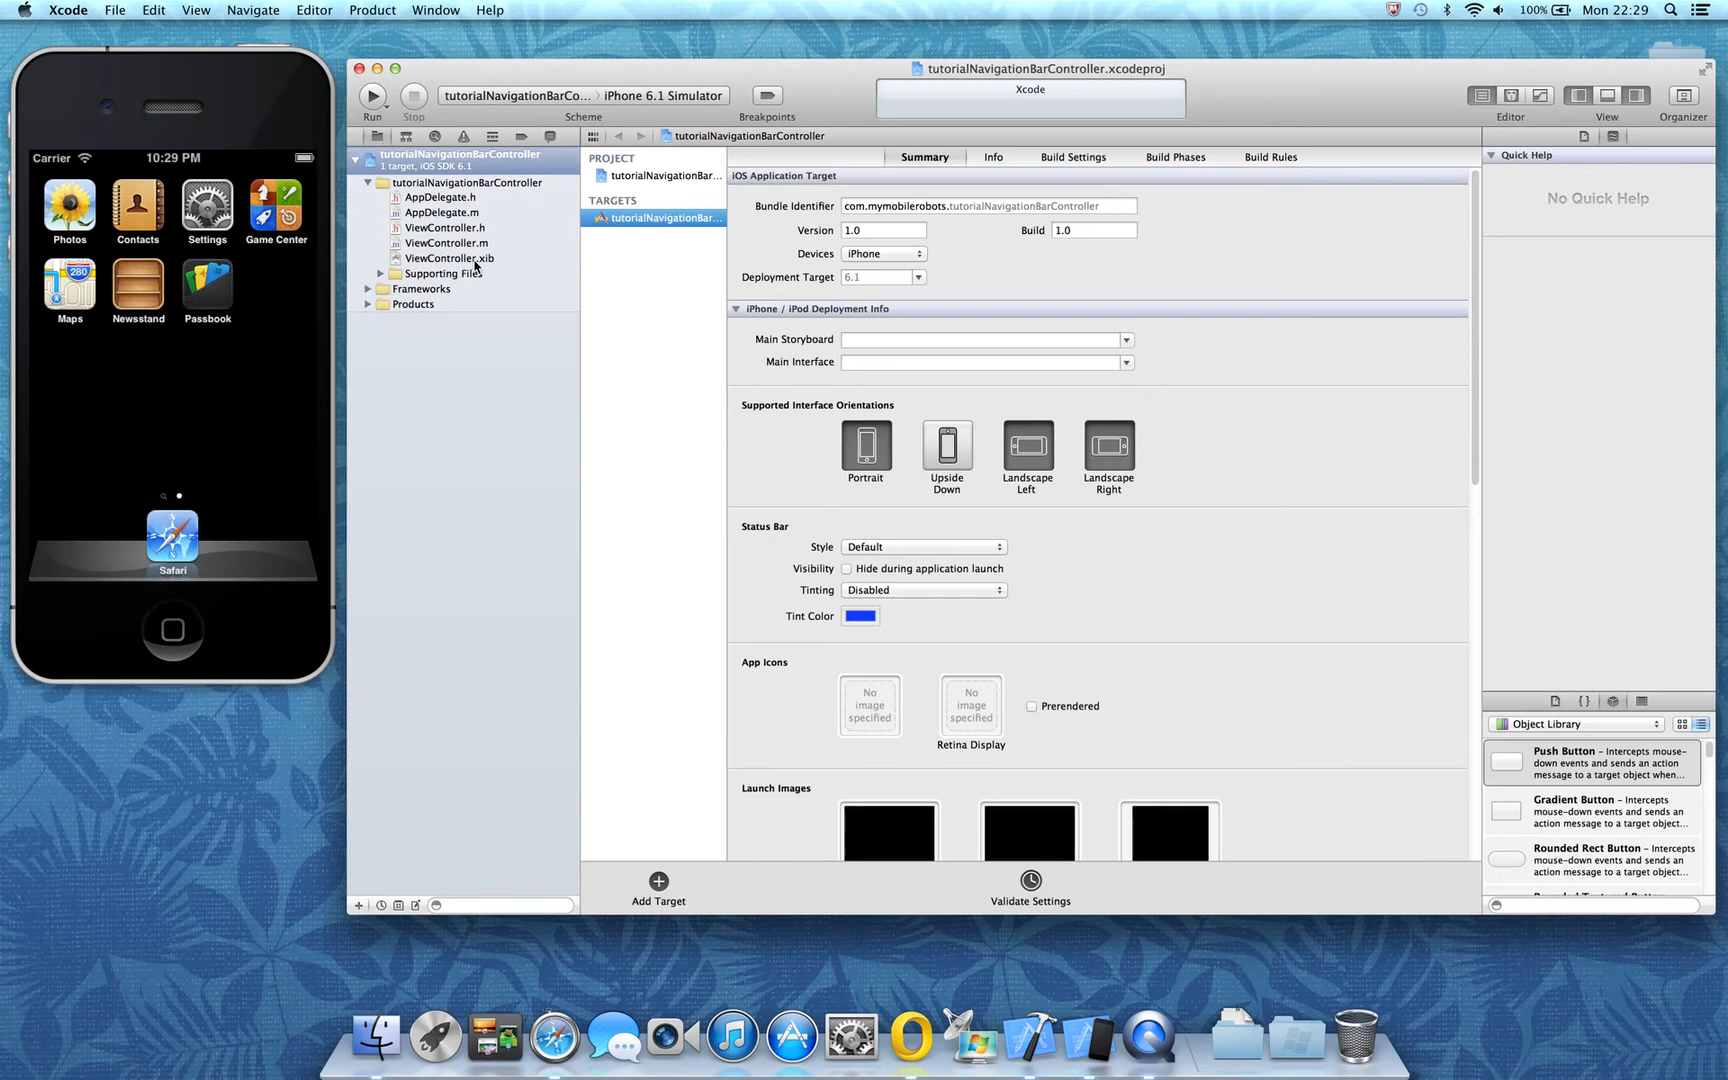 Xcode File Edit View Navigate Editor Product Window Help
100% Mon 22:29
Carrier 10:29 PM
Photos Contacts Settings Game Center
280
Maps Newsstand Passbook
Safari
tutorialNavigationBarController.xcodeproj
tutorialNavigationBarCo... iPhone 6.1 Simulator
Xcode
Run Stop Scheme Breakpoints Editor View Organizer
tutorialNavigationBarController
1 target, iOS SDK 6.1
tutorialNavigationBarController
AppDelegate.h
AppDelegate.m
ViewController.h
ViewController.m
ViewController.xib
Supporting Files
Frameworks
Products
tutorialNavigationBarController
PROJECT
tutorialNavigationBar...
TARGETS
tutorialNavigationBar...
Summary Info Build Settings Build Phases Build Rules
iOS Application Target
Bundle Identifier com.mymobilerobots.tutorialNavigationBarController
Version 1.0 Build 1.0
Devices iPhone
Deployment Target 6.1
iPhone / iPod Deployment Info
Main Storyboard
Main Interface
Supported Interface Orientations
Portrait
Upside Down
Landscape Left
Landscape Right
Status Bar
Style Default
Visibility Hide during application launch
Tinting Disabled
Tint Color
App Icons
No image specified
No image specified
Prerendered
Retina Display
Launch Images
Add Target
Validate Settings
Quick Help
No Quick Help
{}
Object Library
Push Button – Intercepts mouse-
down events and sends an action
message to a target object when...
Gradient Button – Intercepts
mouse-down events and sends an
action message to a target object...
Rounded Rect Button – Intercepts
mouse-down events and sends an
action message to a target object...